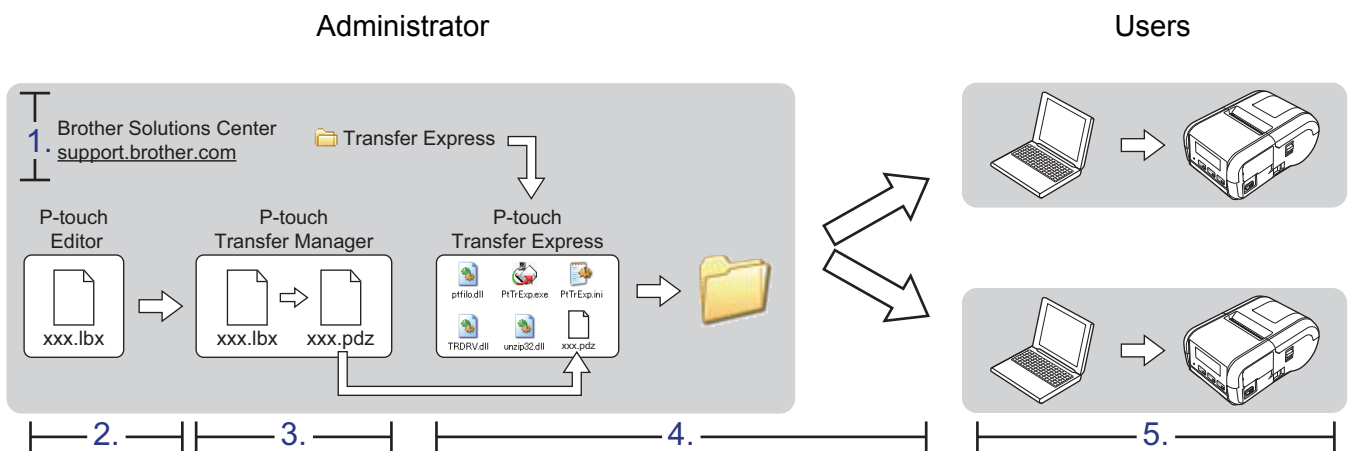 Administrator
Users
1.
Brother Solutions Center
support.brother.com
Transfer Express
P-touch
Editor
xxx.lbx
P-touch
Transfer Manager
xxx.lbx
xxx.pdz
P-touch
Transfer Express
ptfilo.dll
PtTrExp.exe
PtTrExp.ini
TRDRV.dll
unzip32.dll
xxx.pdz
2.
3.
4.
5.